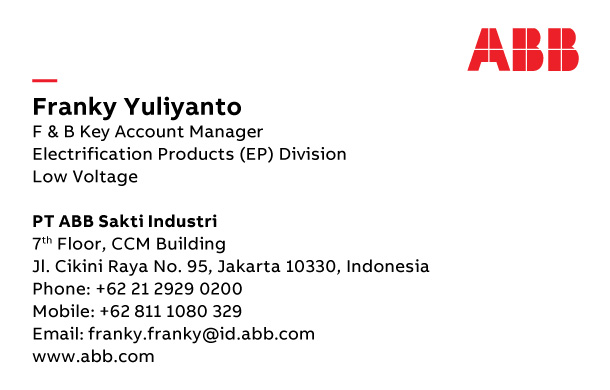 ABB
Franky Yuliyanto
F & B Key Account Manager
Electrification Products (EP) Division
Low Voltage
PT ABB Sakti Industri
7th Floor, CCM Building
Jl. Cikini Raya No. 95, Jakarta 10330, Indonesia
Phone: +62 21 2929 0200
Mobile: +62 811 1080 329
Email: franky.franky@id.abb.com
www.abb.com